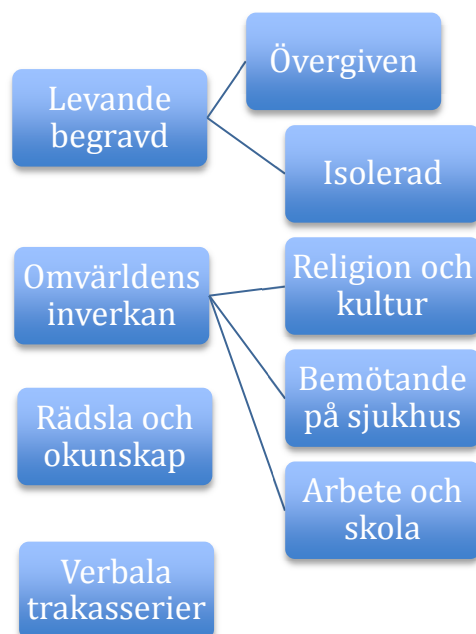 Levande
begravd
Övergiven
Isolerad
Omvärldens
inverkan
Religion och
kultur
Bemötande
på sjukhus
Arbete och
skola
Rädsla och
okunskap
Verbala
trakasserier